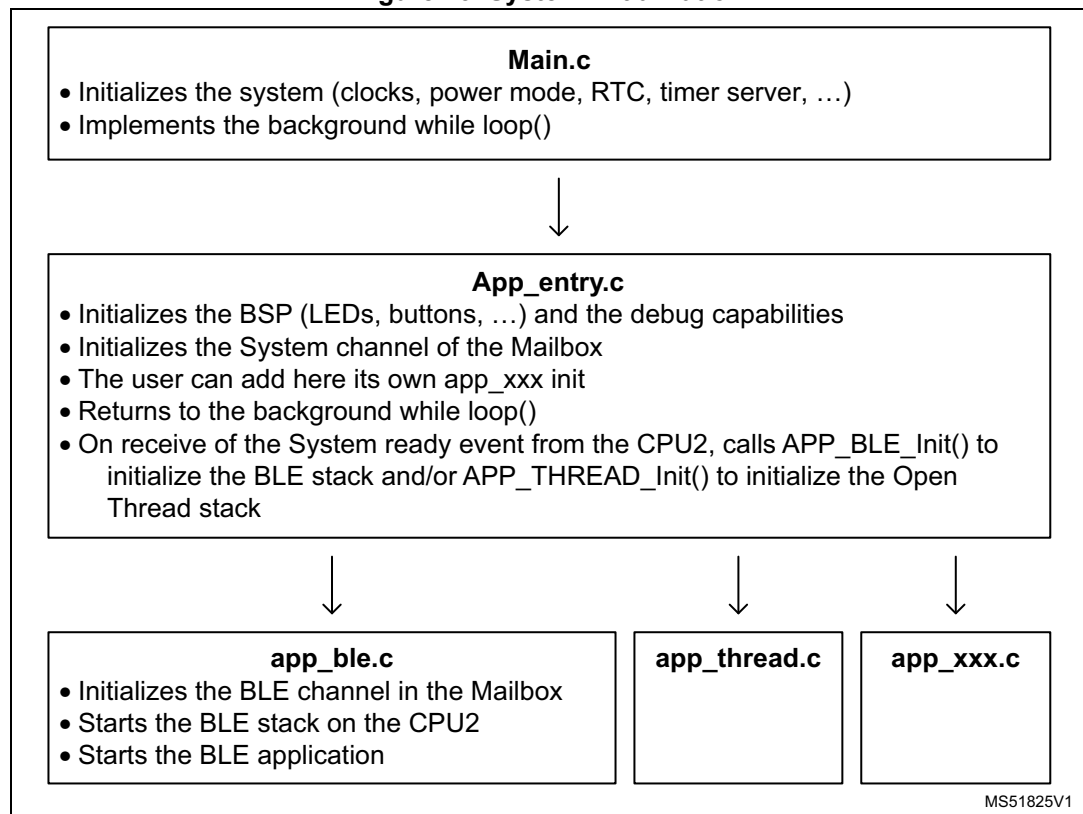 Main.c
• Initializes the system (clocks, power mode, RTC, timer server, …)
• Implements the background while loop()
App_entry.c
• Initializes the BSP (LEDs, buttons, …) and the debug capabilities
• Initializes the System channel of the Mailbox
• The user can add here its own app_xxx init
• Returns to the background while loop()
• On receive of the System ready event from the CPU2, calls APP_BLE_Init() to
initialize the BLE stack and/or APP_THREAD_Init() to initialize the Open
Thread stack
app_ble.c
• Initializes the BLE channel in the Mailbox
• Starts the BLE stack on the CPU2
• Starts the BLE application
app_thread.c
app_xxx.c
MS51825V1